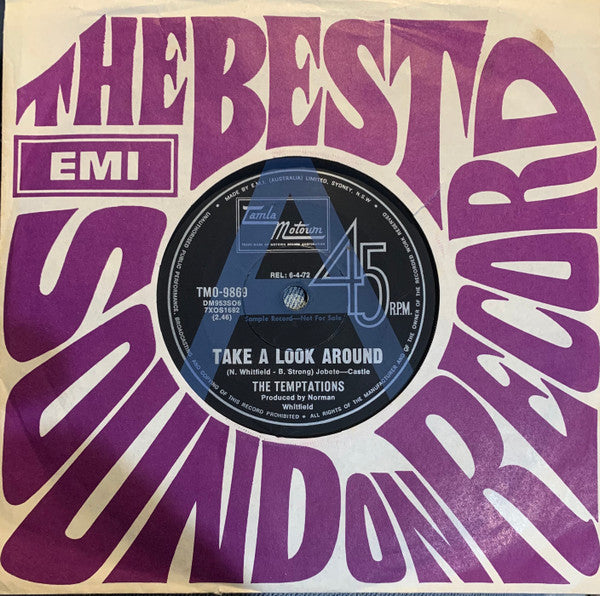 THE BEST
SOUND ON RECORD
EMI
MADE BY E.M.I. (AUSTRALIA) LIMITED, SYDNEY, N.S.W.
UNAUTHORISED PUBLIC PERFORMANCE, BROADCASTING AND COPYING OF THIS RECORD PROHIBITED • ALL RIGHTS OF THE MANUFACTURER AND OF THE OWNER OF THE RECORDED WORK RESERVED
Tamla
Motown
A
REL: 6-4-72
45
RPM.
TMO-9869
DM953SO6
7XOS1692
(2.46)
Sample Record—Not For Sale
TAKE A LOOK AROUND
(N. Whitfield - B. Strong) Jobete—Castle
THE TEMPTATIONS
Produced by Norman
Whitfield